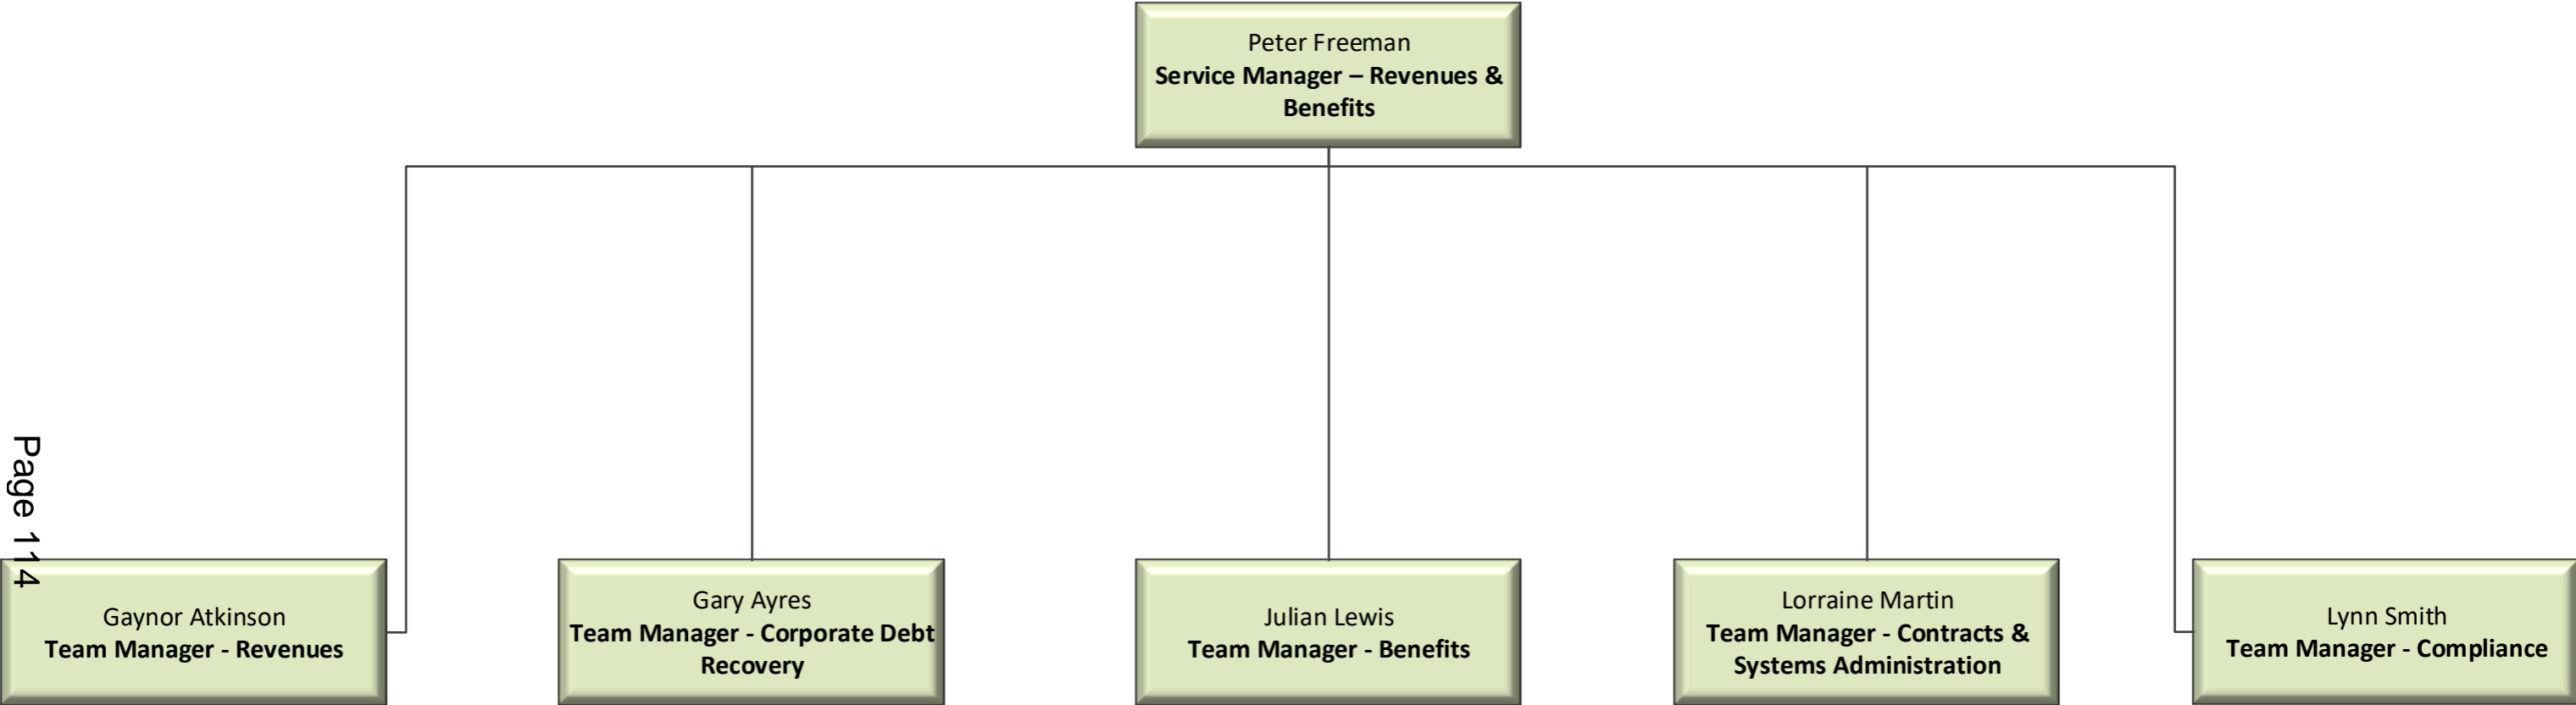 Peter Freeman
Service Manager – Revenues &
Benefits
Page 114
Gaynor Atkinson
Team Manager - Revenues
Gary Ayres
Team Manager - Corporate Debt
Recovery
Julian Lewis
Team Manager - Benefits
Lorraine Martin
Team Manager - Contracts &
Systems Administration
Lynn Smith
Team Manager - Compliance